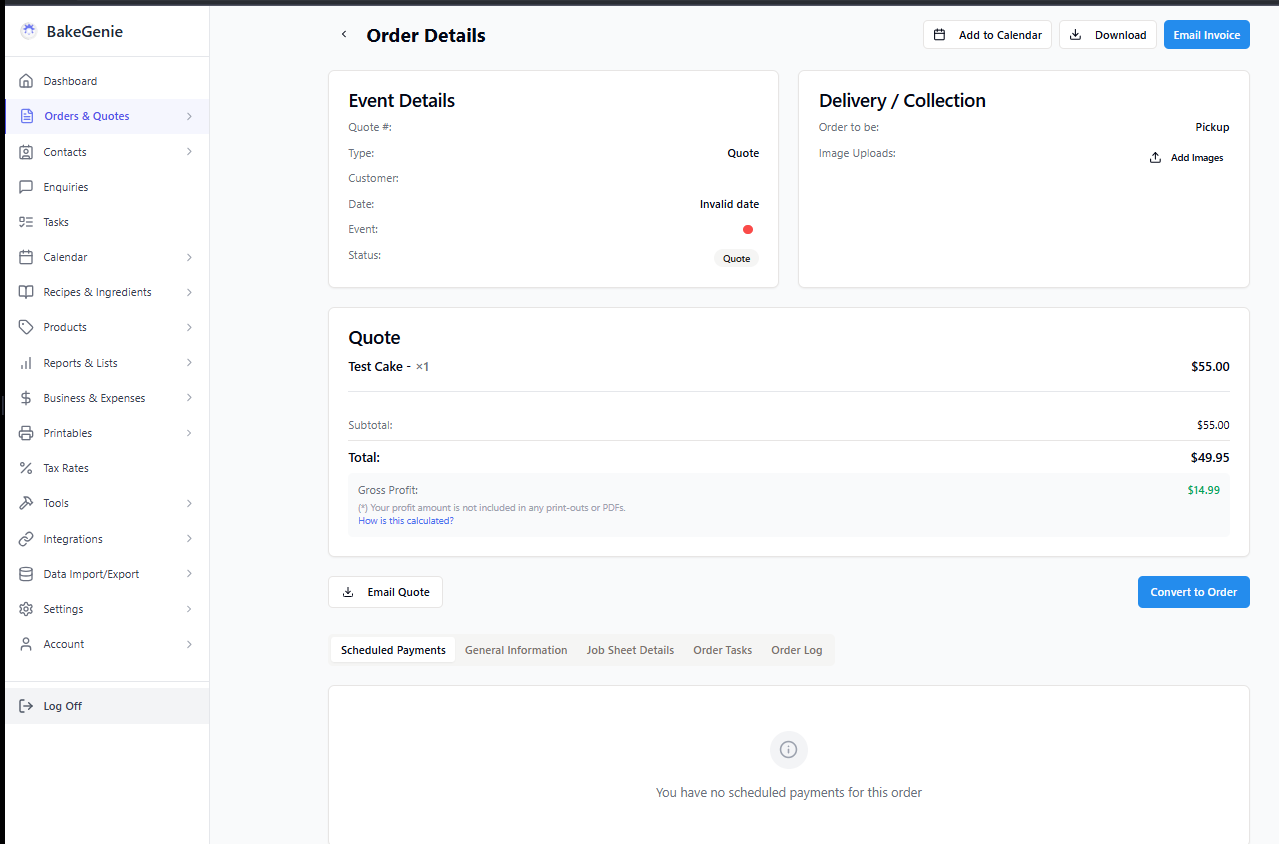 BakeGenie
Dashboard
Orders & Quotes
Contacts
Enquiries
Tasks
Calendar
Recipes & Ingredients
Products
Reports & Lists
Business & Expenses
Printables
Tax Rates
Tools
Integrations
Data Import/Export
Settings
Account
Log Off
Order Details
Add to Calendar
Download
Email Invoice
Event Details
Quote #:
Type: Quote
Customer:
Date: Invalid date
Event:
Status: Quote
Delivery / Collection
Order to be: Pickup
Image Uploads: Add Images
Quote
Test Cake - ×1 $55.00
Subtotal: $55.00
Total: $49.95
Gross Profit: $14.99
(*) Your profit amount is not included in any print-outs or PDFs.
How is this calculated?
Email Quote
Convert to Order
Scheduled Payments General Information Job Sheet Details Order Tasks Order Log
You have no scheduled payments for this order